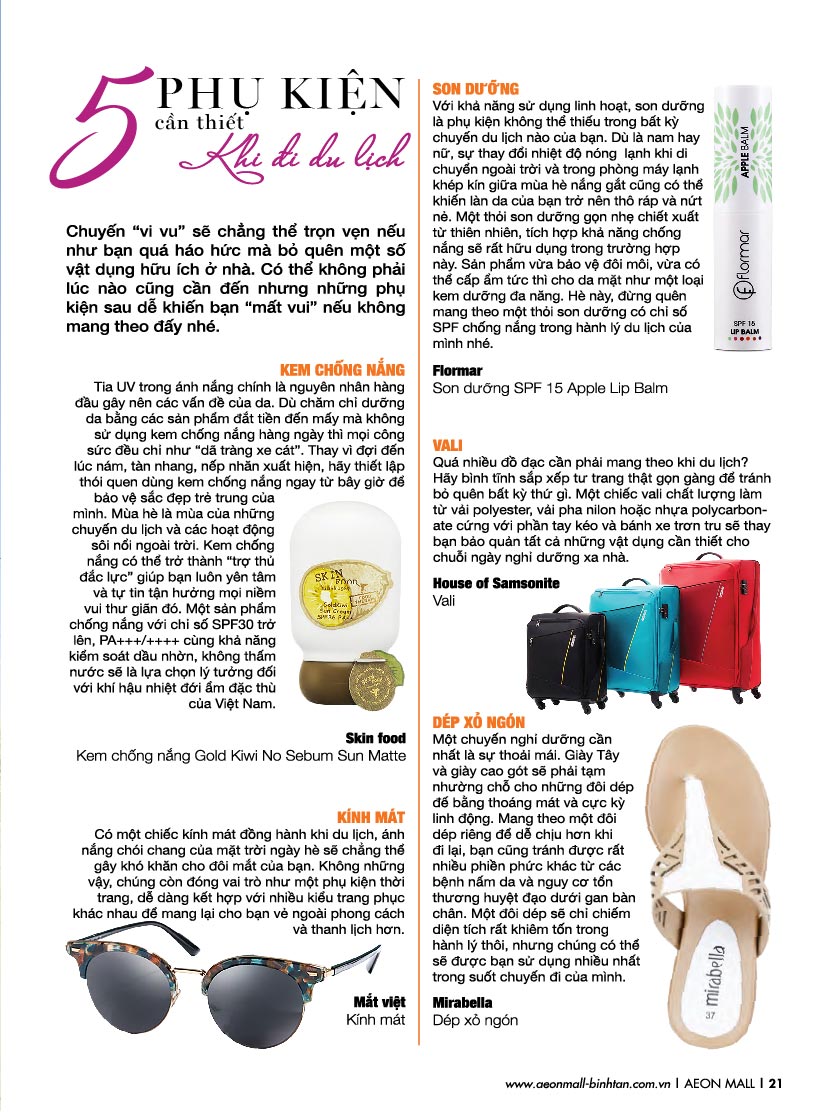 5 PHỤ KIỆN
cần thiết
Khi đi du lịch
Chuyến “vi vu” sẽ chẳng thể trọn vẹn nếu
như bạn quá háo hức mà bỏ quên một số
vật dụng hữu ích ở nhà. Có thể không phải
lúc nào cũng cần đến nhưng những phụ
kiện sau dễ khiến bạn “mất vui” nếu không
mang theo đấy nhé.
KEM CHỐNG NẮNG
Tia UV trong ánh nắng chính là nguyên nhân hàng
đầu gây nên các vấn đề của da. Dù chăm chỉ dưỡng
da bằng các sản phẩm đắt tiền đến mấy mà không
sử dụng kem chống nắng hàng ngày thì mọi công
sức đều chỉ như “dã tràng xe cát”. Thay vì đợi đến
lúc nám, tàn nhang, nếp nhăn xuất hiện, hãy thiết lập
thói quen dùng kem chống nắng ngay từ bây giờ để
bảo vệ sắc đẹp trẻ trung của
mình. Mùa hè là mùa của những
chuyến du lịch và các hoạt động
sôi nổi ngoài trời. Kem chống
nắng có thể trở thành “trợ thủ
đắc lực” giúp bạn luôn yên tâm
và tự tin tận hưởng mọi niềm
vui thư giãn đó. Một sản phẩm
chống nắng với chỉ số SPF30 trở
lên, PA+++/++++ cùng khả năng
kiểm soát dầu nhờn, không thấm
nước sẽ là lựa chọn lý tưởng đối
với khí hậu nhiệt đới ẩm đặc thù
của Việt Nam.
SKIN
FOOD
Gold Kiwi
Sun Cream
SPF36 PA++
Skin food
Kem chống nắng Gold Kiwi No Sebum Sun Matte
KÍNH MÁT
Có một chiếc kính mát đồng hành khi du lịch, ánh
nắng chói chang của mặt trời ngày hè sẽ chẳng thể
gây khó khăn cho đôi mắt của bạn. Không những
vậy, chúng còn đóng vai trò như một phụ kiện thời
trang, dễ dàng kết hợp với nhiều kiểu trang phục
khác nhau để mang lại cho bạn vẻ ngoài phong cách
và thanh lịch hơn.
Mắt việt
Kính mát
SON DƯỠNG
Với khả năng sử dụng linh hoạt, son dưỡng
là phụ kiện không thể thiếu trong bất kỳ
chuyến du lịch nào của bạn. Dù là nam hay
nữ, sự thay đổi nhiệt độ nóng lạnh khi di
chuyển ngoài trời và trong phòng máy lạnh
khép kín giữa mùa hè nắng gắt cũng có thể
khiến làn da của bạn trở nên thô ráp và nứt
nẻ. Một thỏi son dưỡng gọn nhẹ chiết xuất
từ thiên nhiên, tích hợp khả năng chống
nắng sẽ rất hữu dụng trong trường hợp
này. Sản phẩm vừa bảo vệ đôi môi, vừa có
thể cấp ẩm tức thì cho da mặt như một loại
kem dưỡng đa năng. Hè này, đừng quên
mang theo một thỏi son dưỡng có chỉ số
SPF chống nắng trong hành lý du lịch của
mình nhé.
APPLE BALM
flormar
SPF 15
LIP BALM
Flormar
Son dưỡng SPF 15 Apple Lip Balm
VALI
Quá nhiều đồ đạc cần phải mang theo khi du lịch?
Hãy bình tĩnh sắp xếp tư trang thật gọn gàng để tránh
bỏ quên bất kỳ thứ gì. Một chiếc vali chất lượng làm
từ vải polyester, vải pha nilon hoặc nhựa polycarbon-
ate cứng với phần tay kéo và bánh xe trơn tru sẽ thay
bạn bảo quản tất cả những vật dụng cần thiết cho
chuỗi ngày nghỉ dưỡng xa nhà.
House of Samsonite
Vali
DÉP XỎ NGÓN
Một chuyến nghỉ dưỡng cần
nhất là sự thoải mái. Giày Tây
và giày cao gót sẽ phải tạm
nhường chỗ cho những đôi dép
đế bằng thoáng mát và cực kỳ
linh động. Mang theo một đôi
dép riêng để dễ chịu hơn khi
đi lại, bạn cũng tránh được rất
nhiều phiền phức khác từ các
bệnh nấm da và nguy cơ tổn
thương huyệt đạo dưới gan bàn
chân. Một đôi dép sẽ chỉ chiếm
diện tích rất khiêm tốn trong
hành lý thôi, nhưng chúng có thể
sẽ được bạn sử dụng nhiều nhất
trong suốt chuyến đi của mình.
Mirabella
Dép xỏ ngón
mirabella
37
www.aeonmall-binhtan.com.vn I AEON MALL I 21